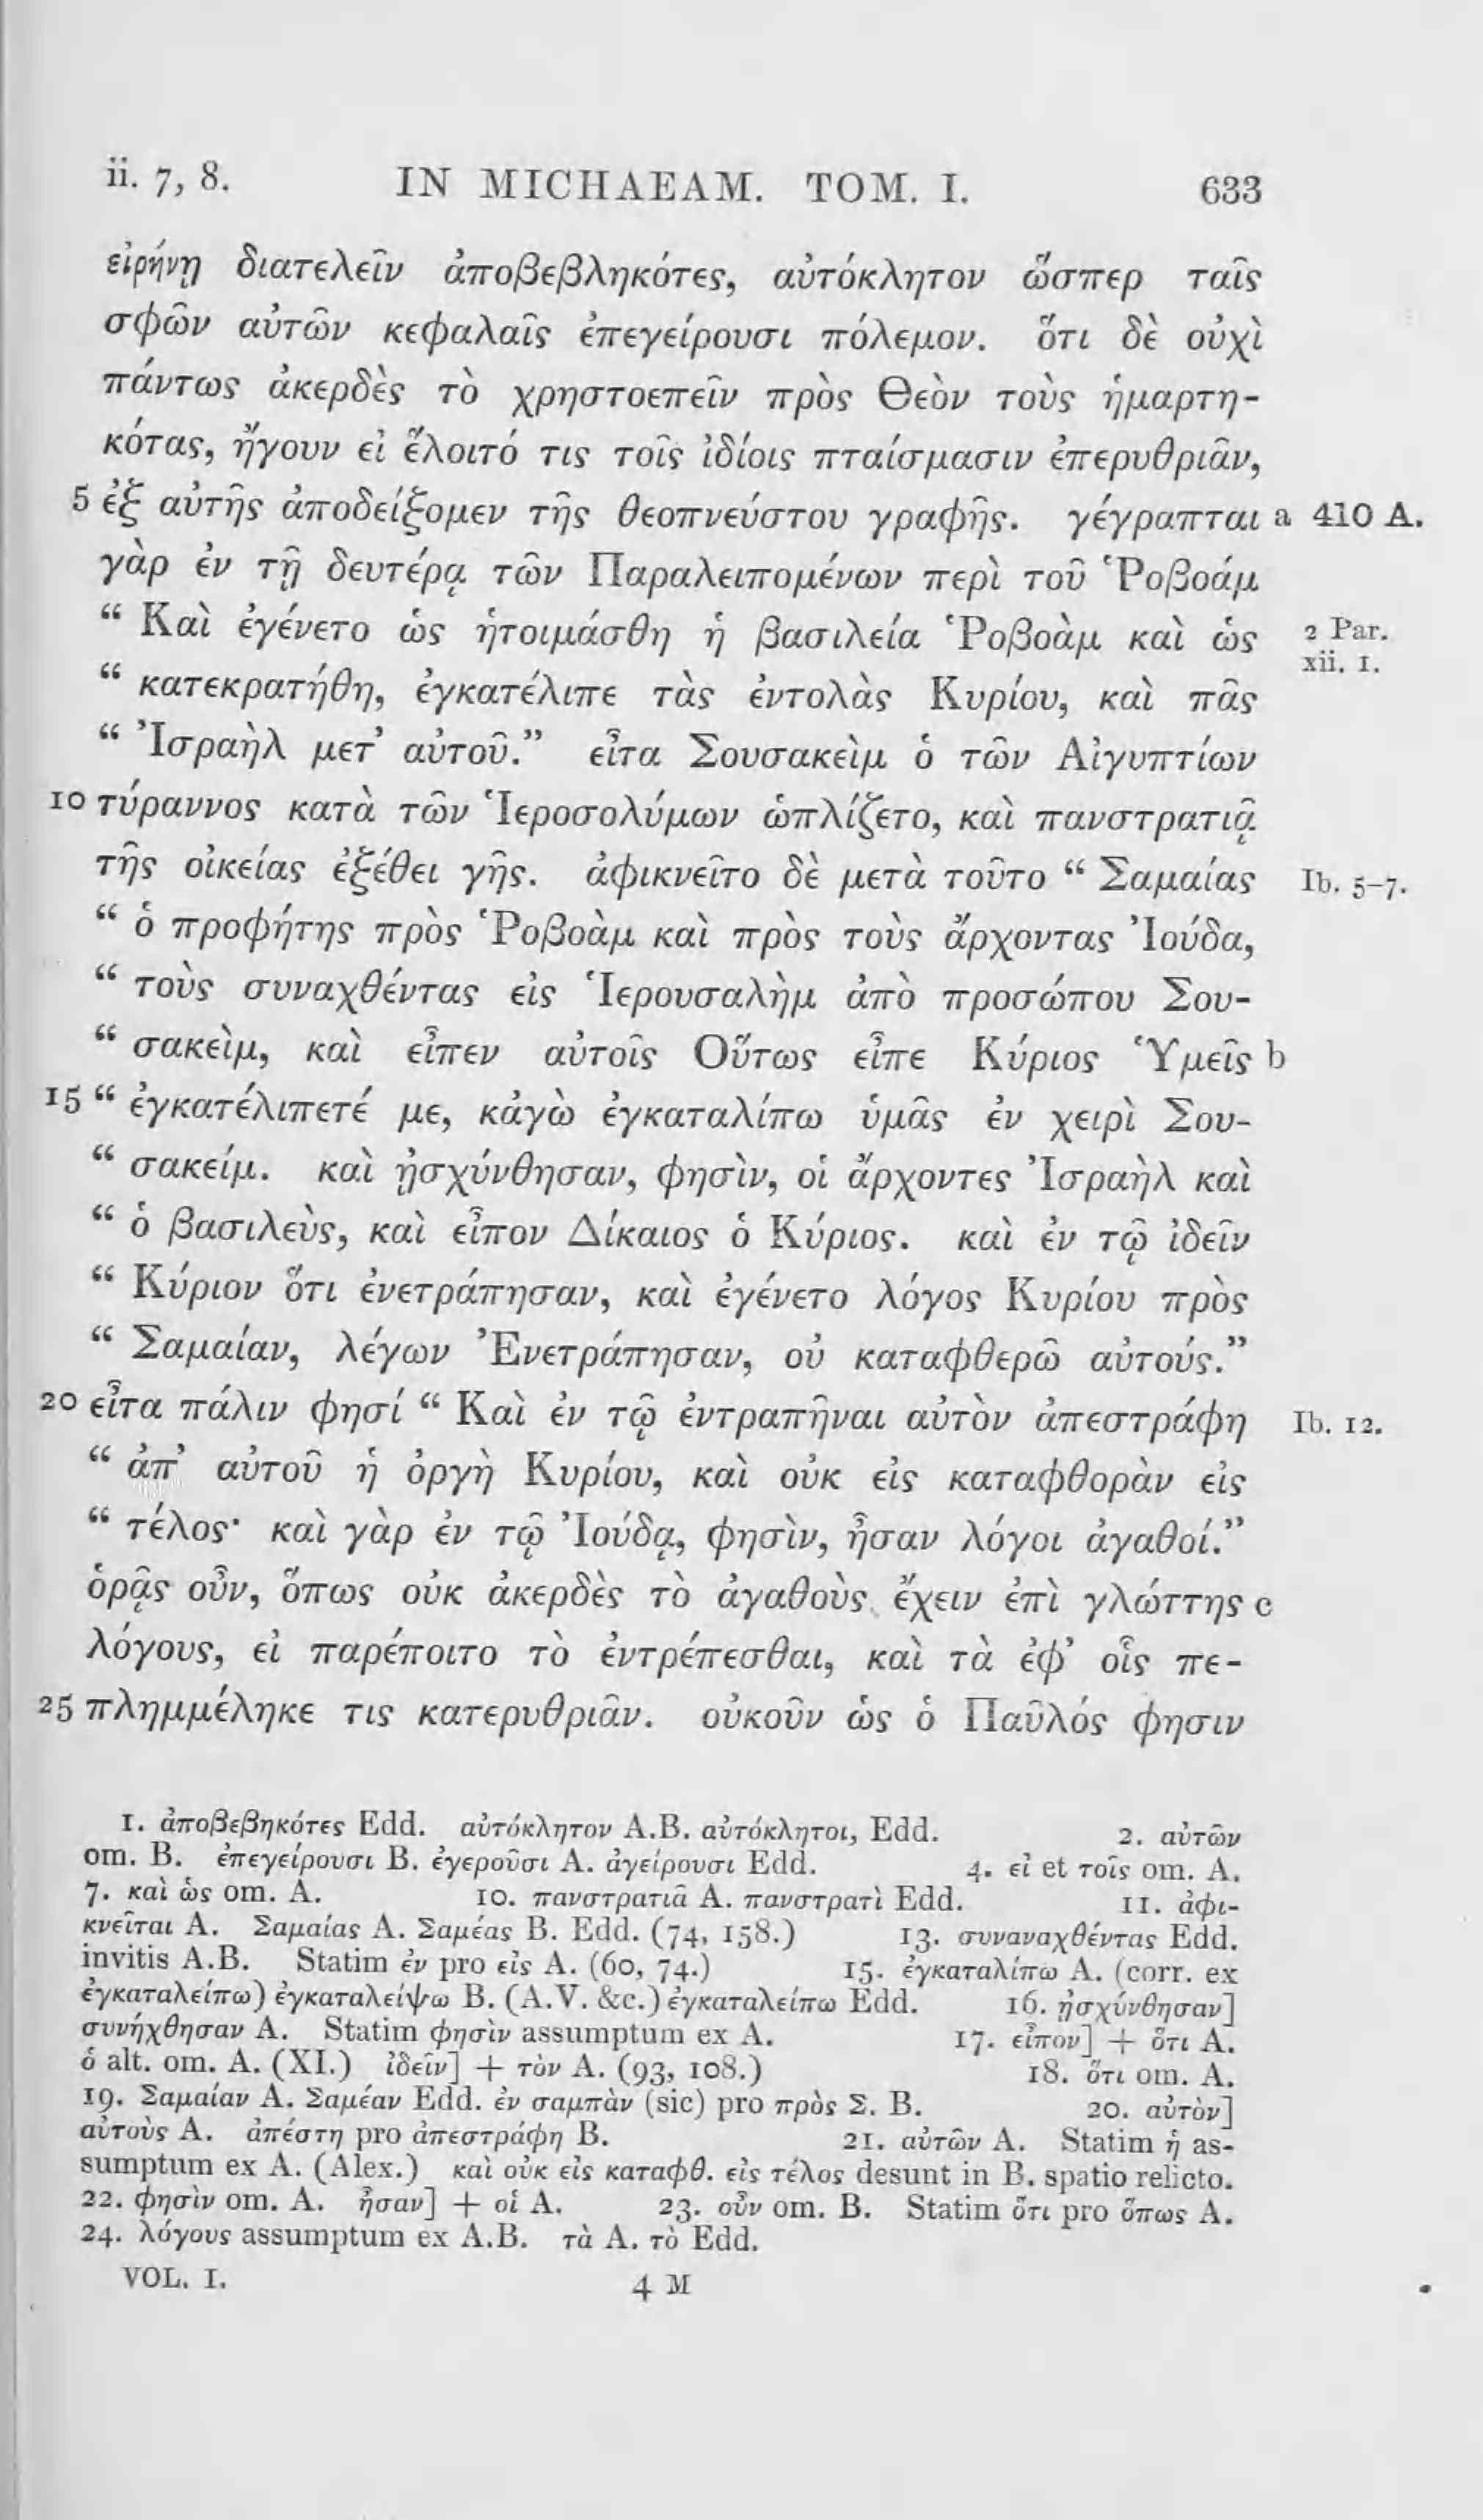 ii. 7, 8. IN MICHAEAM. TOM. I. 633
εἰρήνῃ διατελεῖν ἀποβεβληκότες, αὐτόκλητον ὥσπερ ταῖς
σφῶν αὐτῶν κεφαλαῖς ἐπεγείρουσι πόλεμον. ὅτι δὲ οὐχὶ
πάντως ἀκερδὲς τὸ χρηστοεπεῖν πρὸς Θεὸν τοὺς ἡμαρτη-
κότας, ἤγουν εἰ ἕλοιτό τις τοῖς ἰδίοις πταίσμασιν ἐπερυθριᾶν,
5 ἐξ αὐτῆς ἀποδείξομεν τῆς θεοπνεύστου γραφῆς. γέγραπται a 410 A.
γὰρ ἐν τῇ δευτέρᾳ τῶν Παραλειπομένων περὶ τοῦ Ῥοβοάμ
“ Καὶ ἐγένετο ὡς ἡτοιμάσθη ἡ βασιλεία Ῥοβοὰμ καὶ ὡς 2 Par.
xii. 1.
“ κατεκρατήθη, ἐγκατέλιπε τὰς ἐντολὰς Κυρίου, καὶ πᾶς
“ Ἰσραὴλ μετ’ αὐτοῦ.” εἶτα Σουσακεὶμ ὁ τῶν Αἰγυπτίων
10 τύραννος κατὰ τῶν Ἱεροσολύμων ὡπλίζετο, καὶ πανστρατιᾷ
τῆς οἰκείας ἐξέθει γῆς. ἀφικνεῖτο δὲ μετὰ τοῦτο “ Σαμαίας Ib. 5-7.
“ ὁ προφήτης πρὸς Ῥοβοὰμ καὶ πρὸς τοὺς ἄρχοντας Ἰούδα,
“ τοὺς συναχθέντας εἰς Ἱερουσαλὴμ ἀπὸ προσώπου Σου-
“ σακεὶμ, καὶ εἶπεν αὐτοῖς Οὕτως εἶπε Κύριος Ὑμεῖς b
15 “ ἐγκατέλιπετέ με, κἀγὼ ἐγκαταλίπω ὑμᾶς ἐν χειρὶ Σου-
“ σακείμ. καὶ ᾐσχύνθησαν, φησὶν, οἱ ἄρχοντες Ἰσραὴλ καὶ
“ ὁ βασιλεὺς, καὶ εἶπον Δίκαιος ὁ Κύριος. καὶ ἐν τῷ ἰδεῖν
“ Κύριον ὅτι ἐνετράπησαν, καὶ ἐγένετο λόγος Κυρίου πρὸς
“ Σαμαίαν, λέγων Ἐνετράπησαν, οὐ καταφθερῶ αὐτούς.”
20 εἶτα πάλιν φησί “ Καὶ ἐν τῷ ἐντραπῆναι αὐτὸν ἀπεστράφη Ib. 12.
“ ἀπ’ αὐτοῦ ἡ ὀργὴ Κυρίου, καὶ οὐκ εἰς καταφθορὰν εἰς
“ τέλος· καὶ γὰρ ἐν τῷ Ἰούδᾳ, φησὶν, ἦσαν λόγοι ἀγαθοί.”
ὁρᾷς οὖν, ὅπως οὐκ ἀκερδὲς τὸ ἀγαθοὺς ἔχειν ἐπὶ γλώττης c
λόγους, εἰ παρέποιτο τὸ ἐντρέπεσθαι, καὶ τὰ ἐφ’ οἷς πε-
25 πλημμέληκε τις κατερυθριᾶν. οὐκοῦν ὡς ὁ Παῦλός φησιν
1. ἀποβεβηκότες Edd. αὐτόκλητον A.B. αὐτόκλητοι, Edd. 2. αὐτῶν
om. B. ἐπεγείρουσι B. ἐγεροῦσι A. ἀγείρουσι Edd. 4. εἰ et τοῖς om. A.
7. καὶ ὡς om. A. 10. πανστρατιᾶ A. πανστρατὶ Edd. 11. ἀφι-
κνεῖται A. Σαμαίας A. Σαμέας B. Edd. (74, 158.) 13. συναναχθέντας Edd.
invitis A.B. Statim ἐν pro εἰς A. (60, 74.) 15. ἐγκαταλίπω A. (corr. ex
ἐγκαταλείπω) ἐγκαταλείψω B. (A.V. &c.) ἐγκαταλείπω Edd. 16. ᾐσχύνθησαν]
συνήχθησαν A. Statim φησὶν assumptum ex A. 17. εἶπον] + ὅτι A.
ὁ alt. om. A. (XI.) ἰδεῖν] + τὸν A. (93, 108.) 18. ὅτι om. A.
19. Σαμαίαν A. Σαμέαν Edd. ἐν σαμπὰν (sic) pro πρὸς Σ. B. 20. αὐτὸν]
αὐτοὺς A. ἀπέστη pro ἀπεστράφη B. 21. αὐτῶν A. Statim ἡ as-
sumptum ex A. (Alex.) καὶ οὐκ εἰς καταφθ. εἰς τέλος desunt in B. spatio relicto.
22. φησὶν om. A. ἦσαν] + οἱ A. 23. οὖν om. B. Statim ὅτι pro ὅπως A.
24. λόγους assumptum ex A.B. τὰ A. τὸ Edd.
VOL. I. 4 M